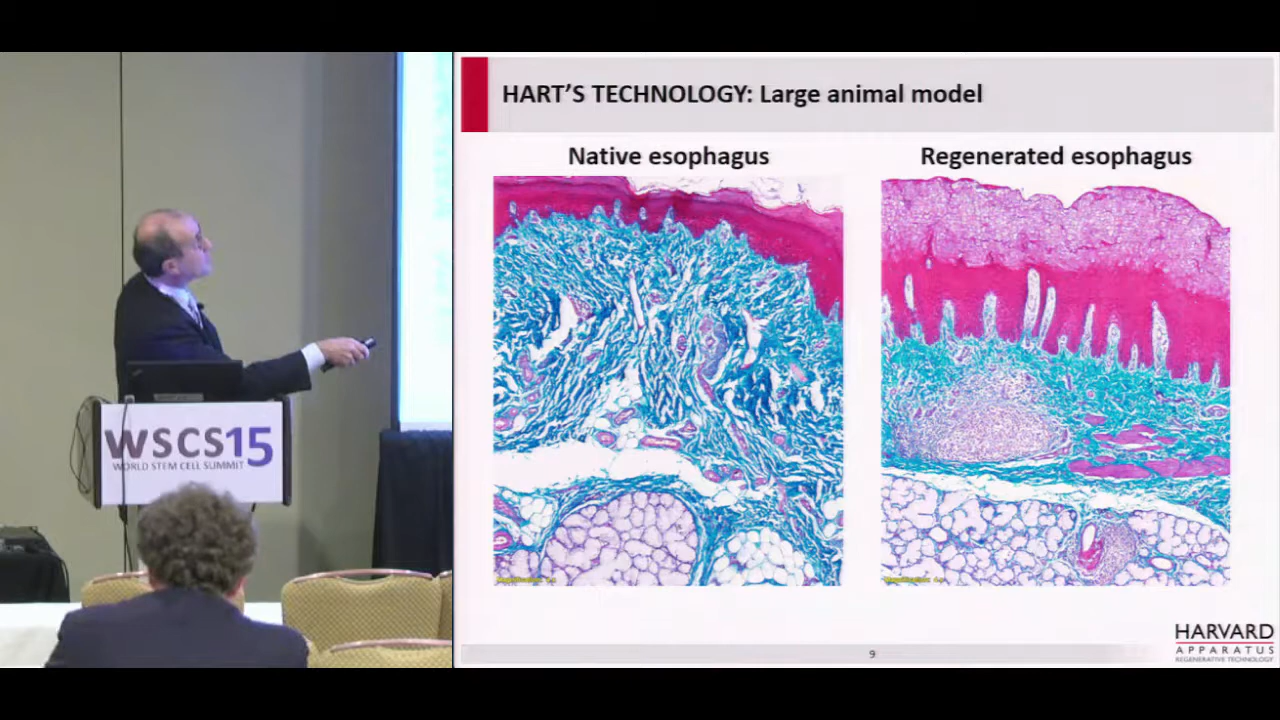 HART'S TECHNOLOGY: Large animal model
Native esophagus
Regenerated esophagus
WSCS15
WORLD STEM CELL SUMMIT
9
HARVARD
APPARATUS
REGENERATIVE TECHNOLOGY